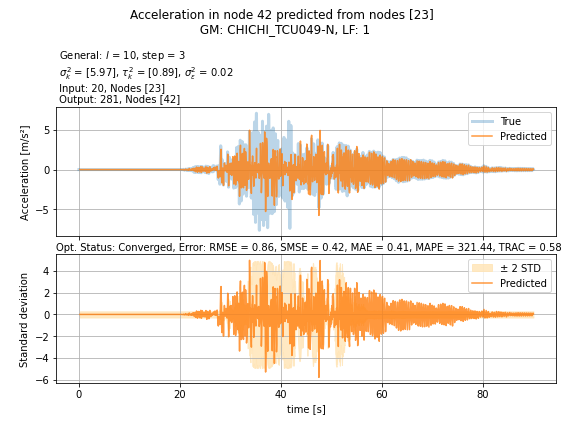 Acceleration in node 42 predicted from nodes [23]
GM: CHICHI_TCU049-N, LF: 1
General: l = 10, step = 3
σ²ₖ = [5.97], τ²ₖ = [0.89], σ²ε = 0.02
Input: 20, Nodes [23]
Output: 281, Nodes [42]
Acceleration [m/s²]
5
0
−5
True
Predicted
Opt. Status: Converged, Error: RMSE = 0.86, SMSE = 0.42, MAE = 0.41, MAPE = 321.44, TRAC = 0.58
Standard deviation
4
2
0
−2
−4
−6
± 2 STD
Predicted
0 20 40 60 80
time [s]